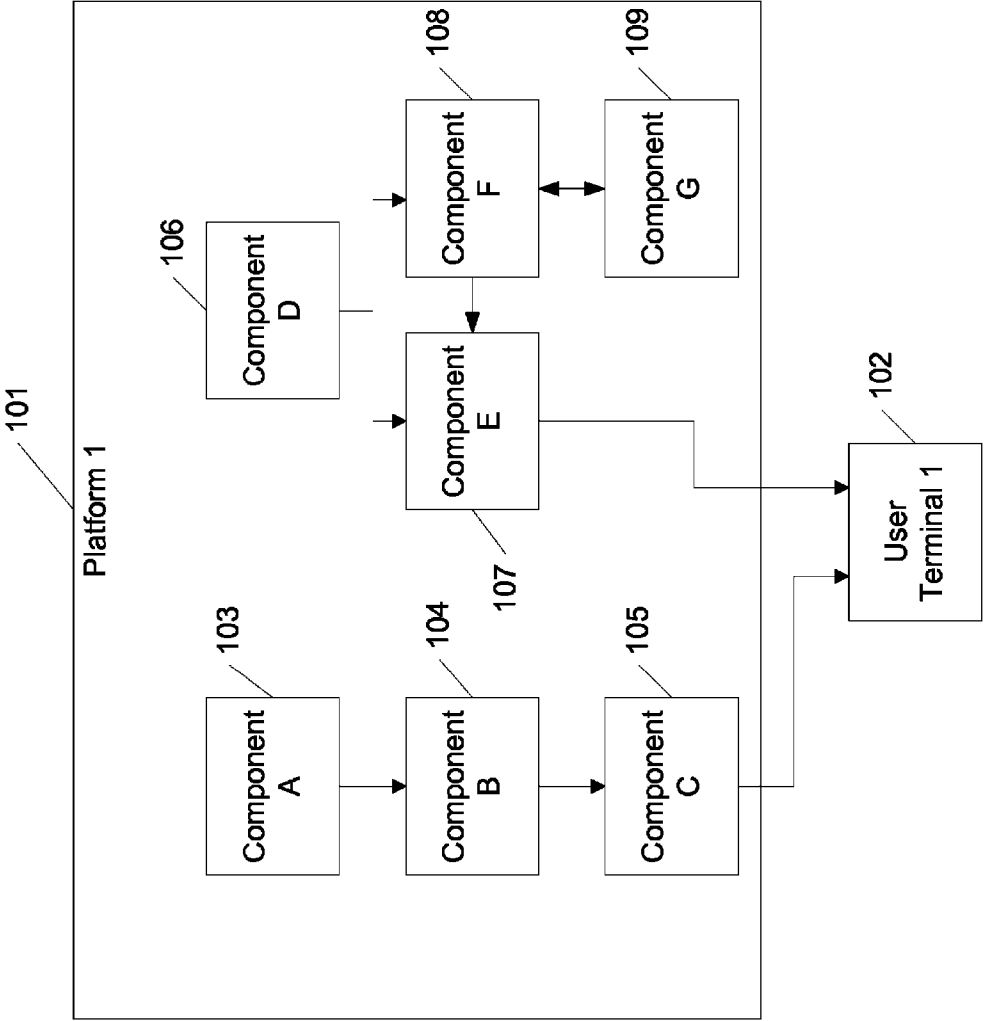 101
Platform 1
103
Component
A
104
Component
B
105
Component
C
106
Component
D
107
Component
E
108
Component
F
109
Component
G
102
User
Terminal 1